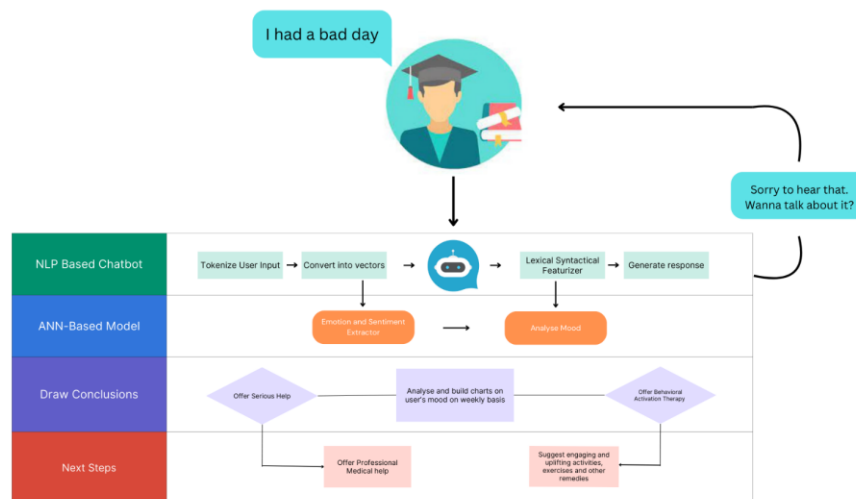 I had a bad day
Sorry to hear that.
Wanna talk about it?
NLP Based Chatbot
Tokenize User Input
Convert into vectors
Lexical Syntactical
Featurizer
Generate response
ANN-Based Model
Emotion and Sentiment
Extractor
Analyse Mood
Draw Conclusions
Offer Serious Help
Analyse and build charts on
user's mood on weekly basis
Offer Behavioral
Activation Therapy
Next Steps
Offer Professional
Medical help
Suggest engaging and
uplifting activities,
exercises and other
remedies